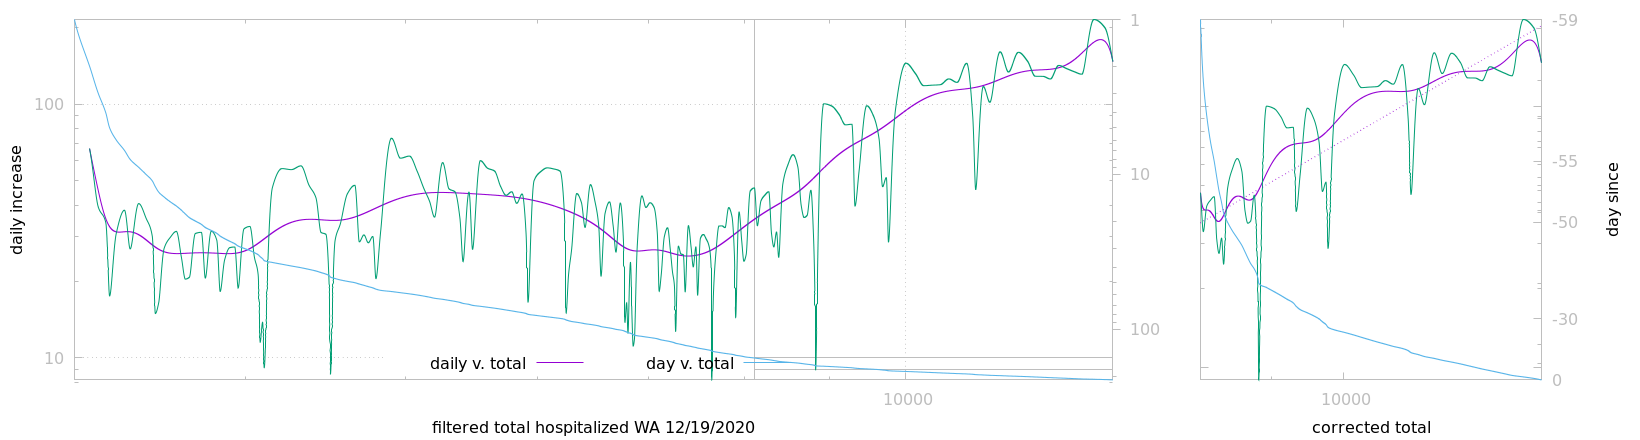 1
-59
100
daily increase
10
-55
day since
-50
-30
100
10
daily v. total
day v. total
0
10000
10000
filtered total hospitalized WA 12/19/2020
corrected total